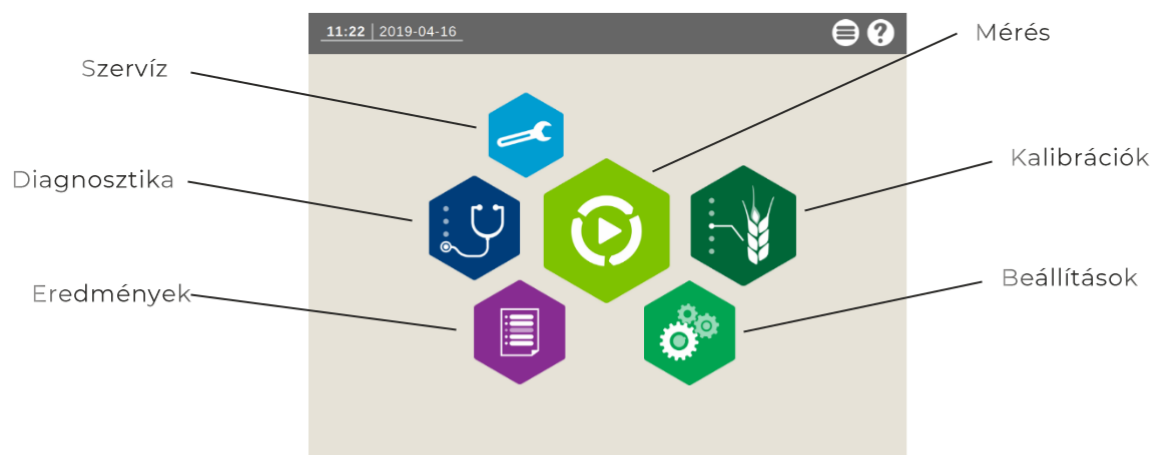 11:22 | 2019-04-16
Mérés
Szervíz
Kalibrációk
Diagnosztika
Beállítások
Eredmények